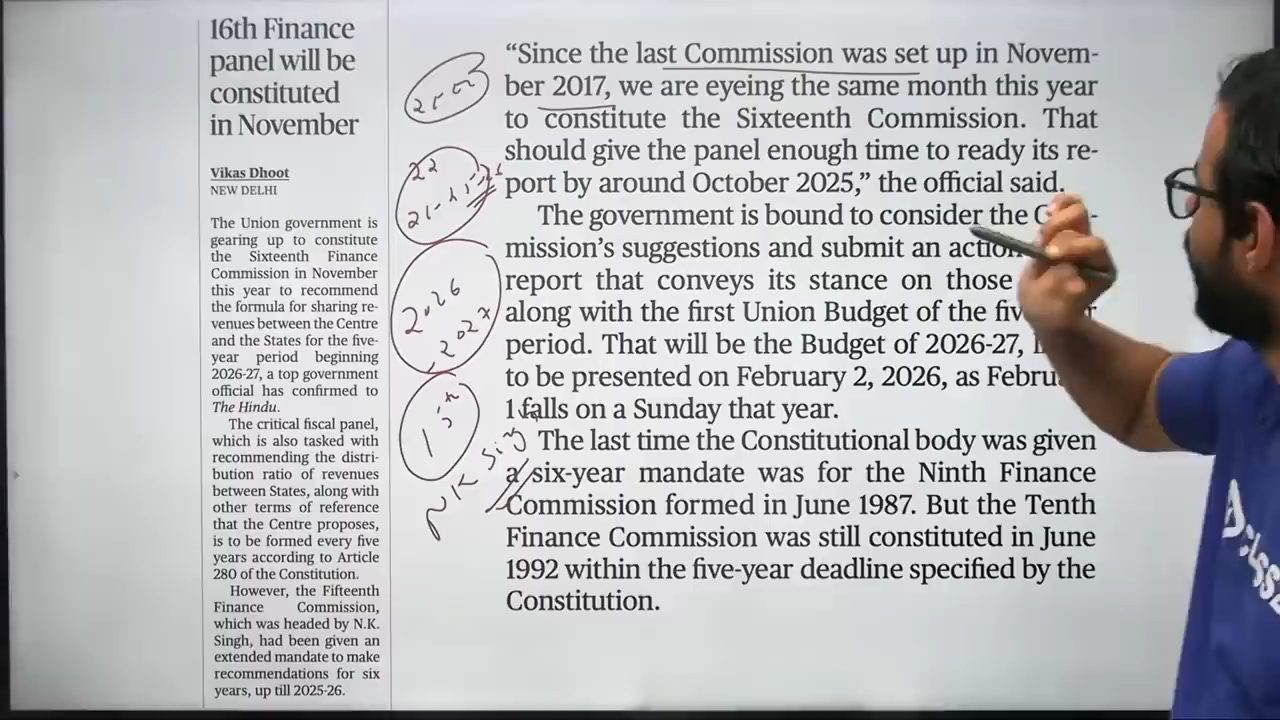 16th Finance
panel will be
constituted
in November
Vikas Dhoot
NEW DELHI
The Union government is
gearing up to constitute
the Sixteenth Finance
Commission in November
this year to recommend
the formula for sharing re-
venues between the Centre
and the States for the five-
year period beginning
2026-27, a top government
official has confirmed to
The Hindu.
The critical fiscal panel,
which is also tasked with
recommending the distri-
bution ratio of revenues
between States, along with
other terms of reference
that the Centre proposes,
is to be formed every five
years according to Article
280 of the Constitution.
However, the Fifteenth
Finance Commission,
which was headed by N.K.
Singh, had been given an
extended mandate to make
recommendations for six
years, up till 2025-26.
“Since the last Commission was set up in Novem-
ber 2017, we are eyeing the same month this year
to constitute the Sixteenth Commission. That
should give the panel enough time to ready its re-
port by around October 2025,” the official said.
The government is bound to consider the
mission’s suggestions and submit an action
report that conveys its stance on those
along with the first Union Budget of the
period. That will be the Budget of 2026-27,
to be presented on February 2, 2026, as
1 falls on a Sunday that year.
The last time the Constitutional body was given
a six-year mandate was for the Ninth Finance
Commission formed in June 1987. But the Tenth
Finance Commission was still constituted in June
1992 within the five-year deadline specified by the
Constitution.
22
2026
15th
NK Sing